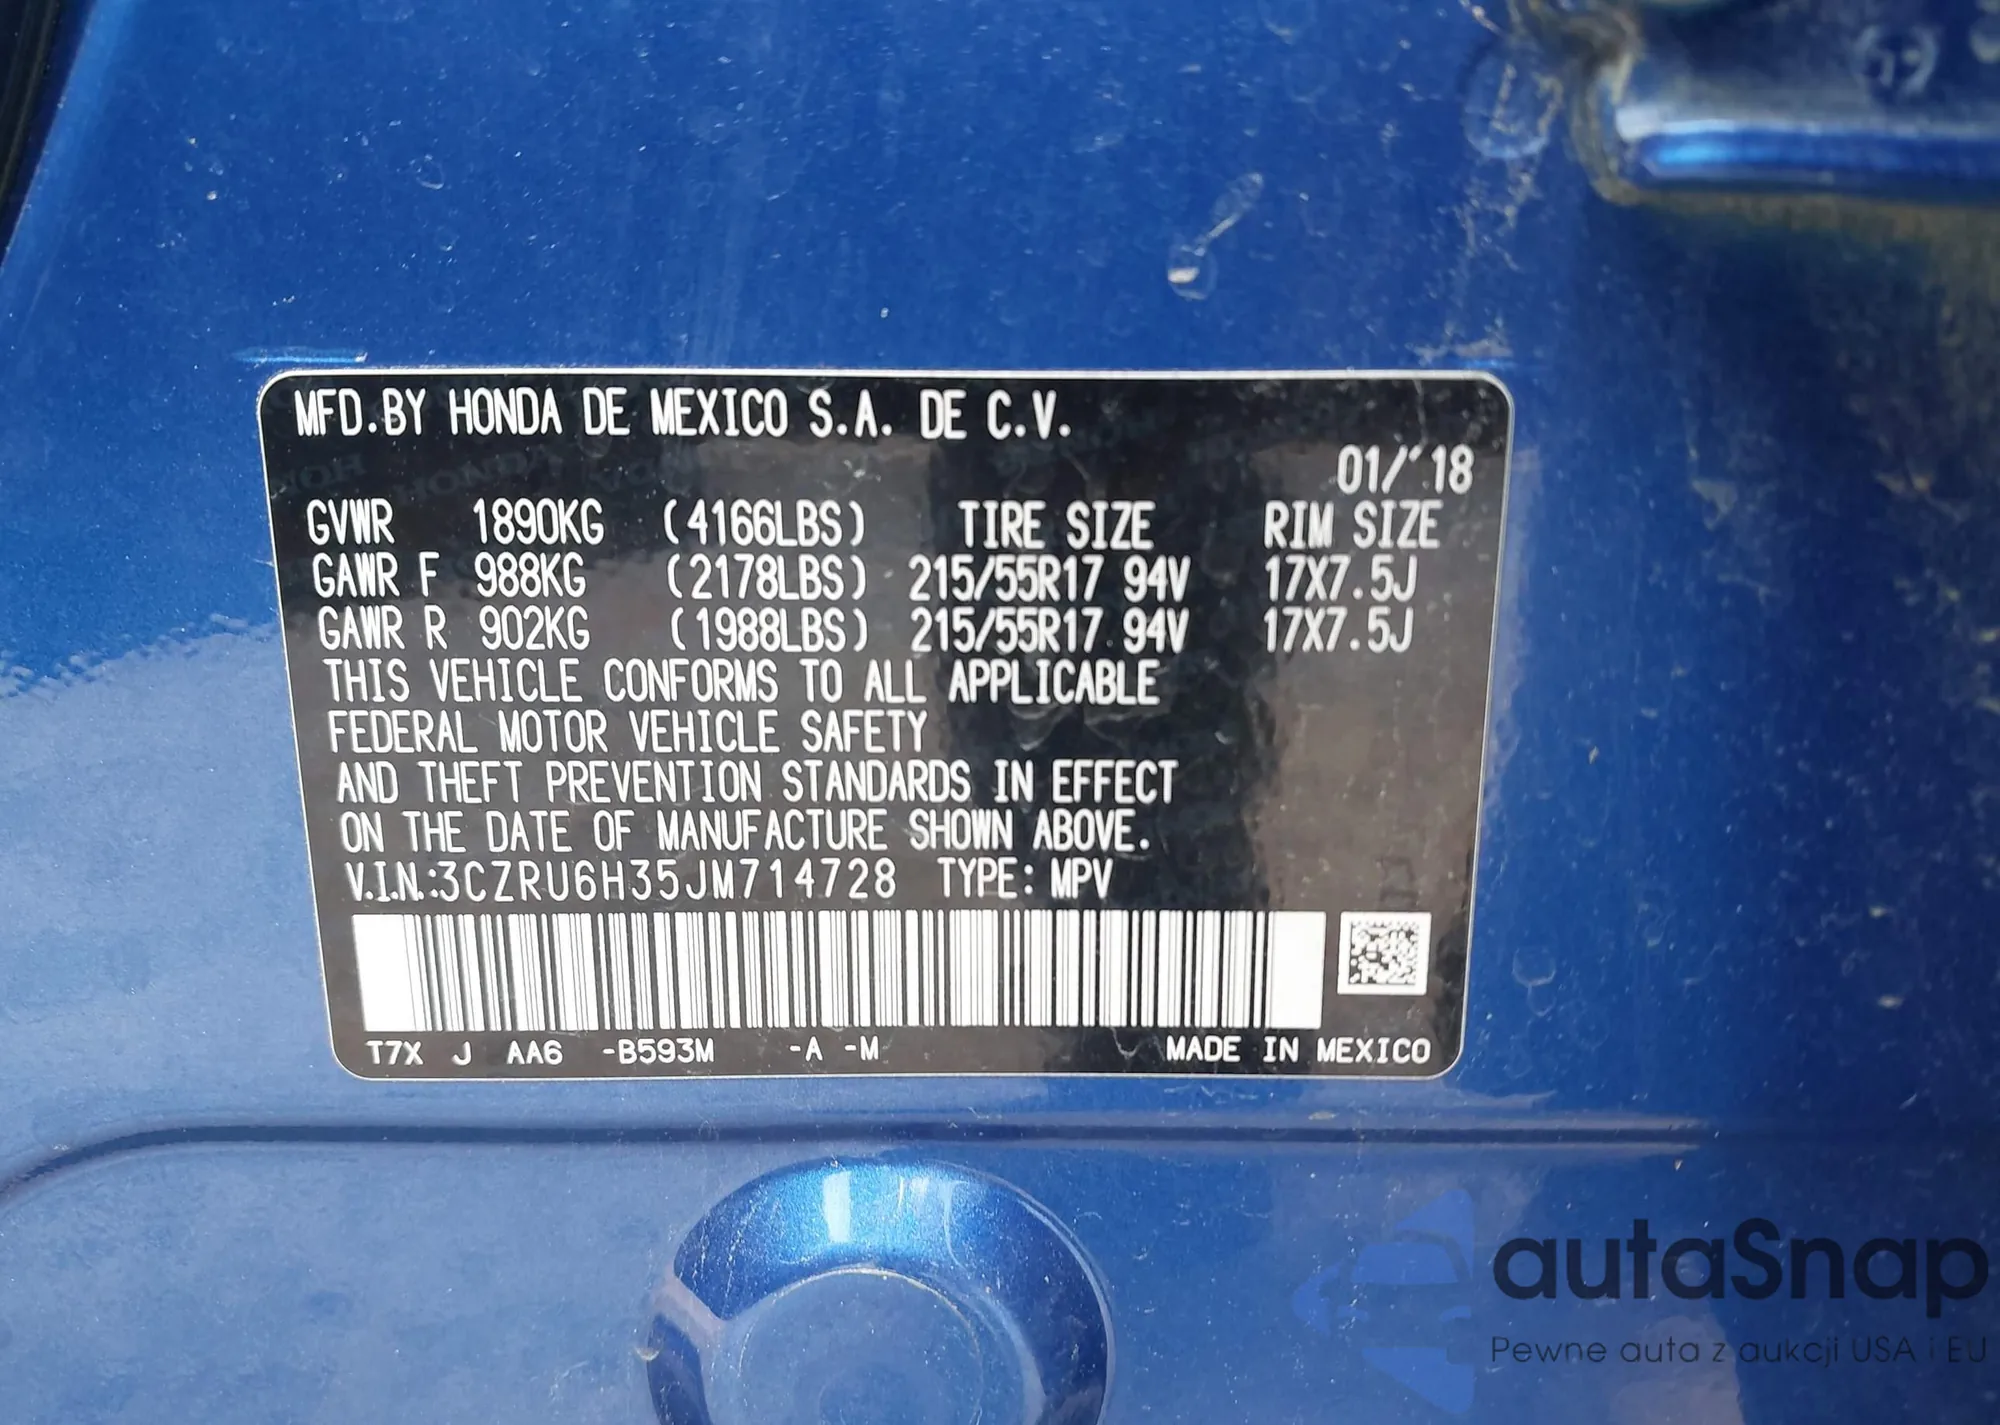 MFD.BY HONDA DE MEXICO S.A. DE C.V.
01/'18
GVWR 1890KG (4166LBS) TIRE SIZE RIM SIZE
GAWR F 988KG (2178LBS) 215/55R17 94V 17X7.5J
GAWR R 902KG (1988LBS) 215/55R17 94V 17X7.5J
THIS VEHICLE CONFORMS TO ALL APPLICABLE
FEDERAL MOTOR VEHICLE SAFETY
AND THEFT PREVENTION STANDARDS IN EFFECT
ON THE DATE OF MANUFACTURE SHOWN ABOVE.
V.I.N.:3CZRU6H35JM714728 TYPE: MPV
T7X J AA6 -B593M -A -M MADE IN MEXICO
autaSnap
Pewne auta z aukcji USA i EU